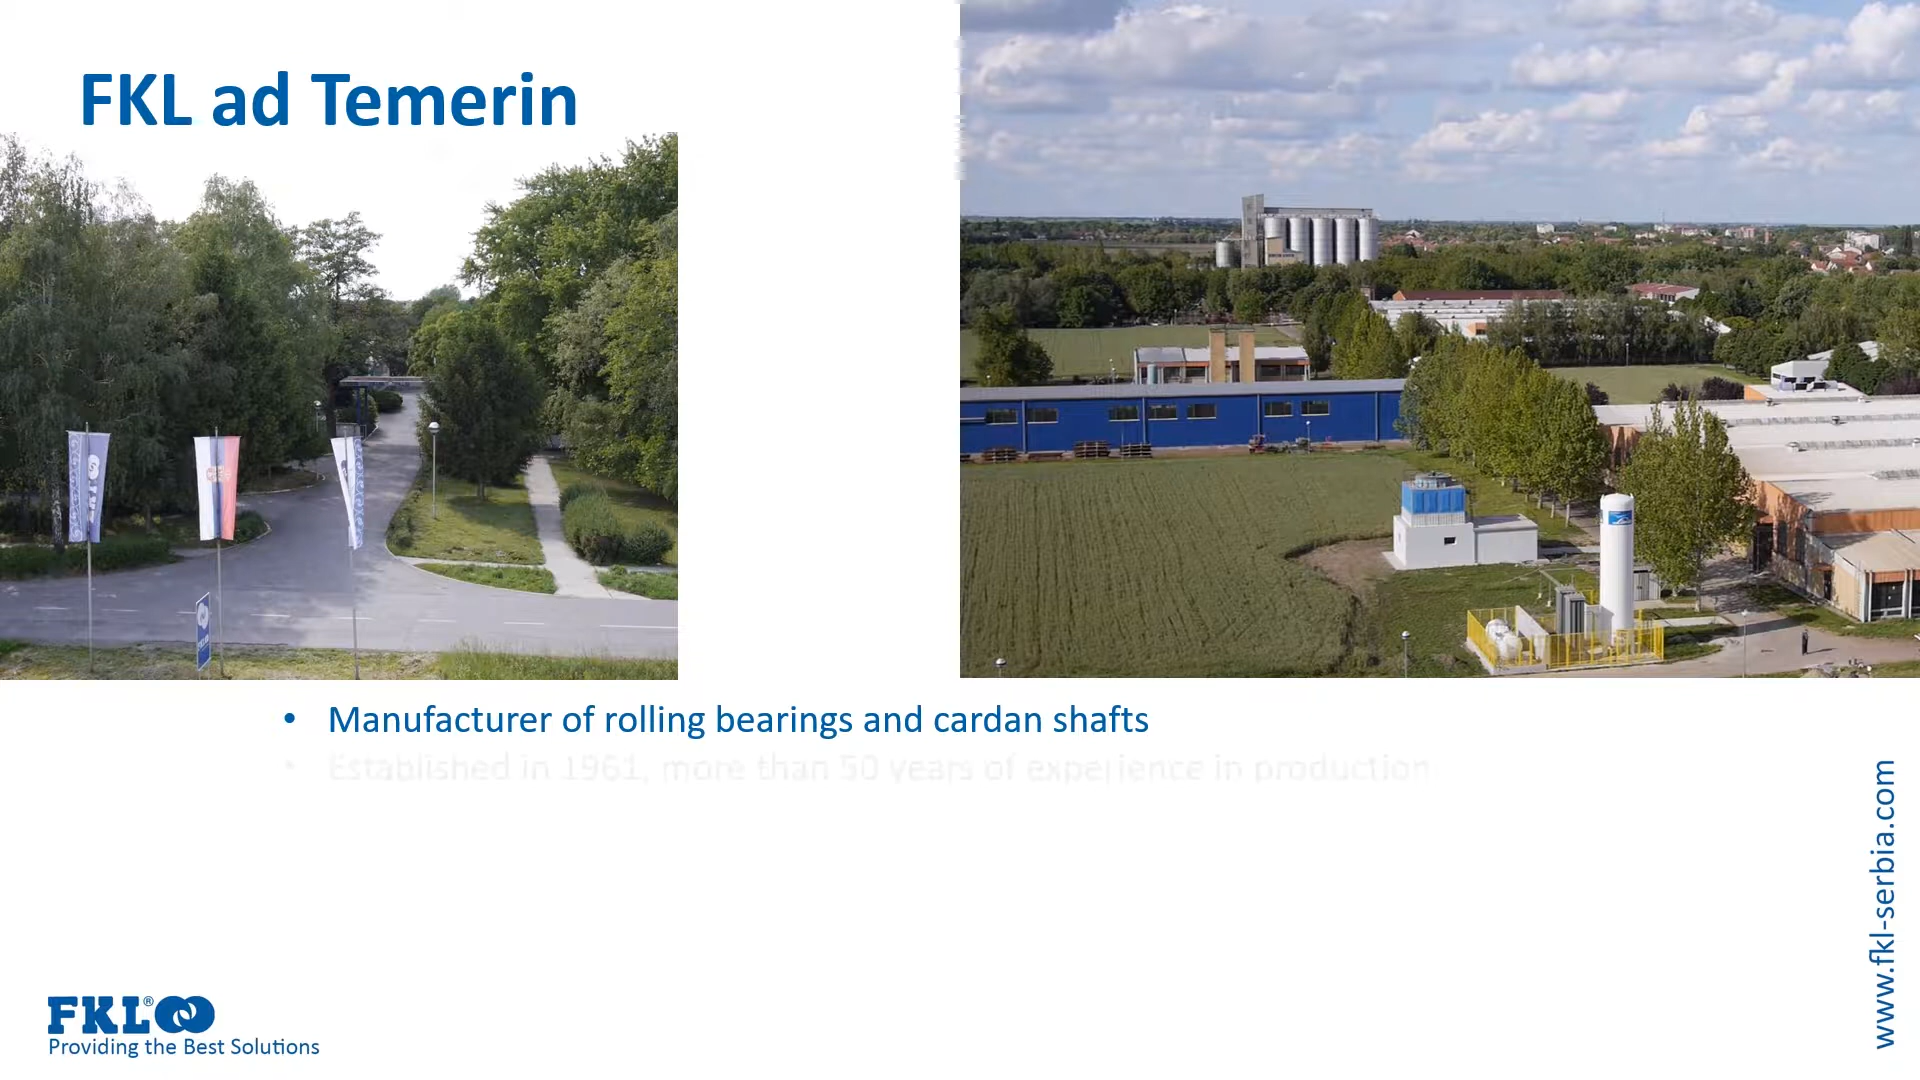 FKL ad Temerin
• Manufacturer of rolling bearings and cardan shafts
• Established in 1961, more than 50 years of experience in production
www.fkl-serbia.com
FKL®
Providing the Best Solutions